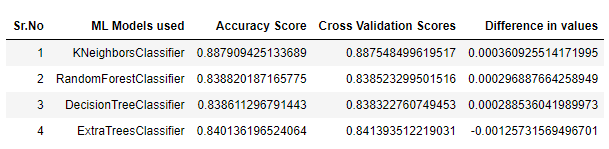 Sr.No ML Models used Accuracy Score Cross Validation Scores Difference in values
1 KNeighborsClassifier 0.887909425133689 0.887548499619517 0.000360925514171995
2 RandomForestClassifier 0.838820187165775 0.838523299501516 0.000296887664258949
3 DecisionTreeClassifier 0.838611296791443 0.838322760749453 0.000288536041989973
4 ExtraTreesClassifier 0.840136196524064 0.841393512219031 -0.00125731569496701